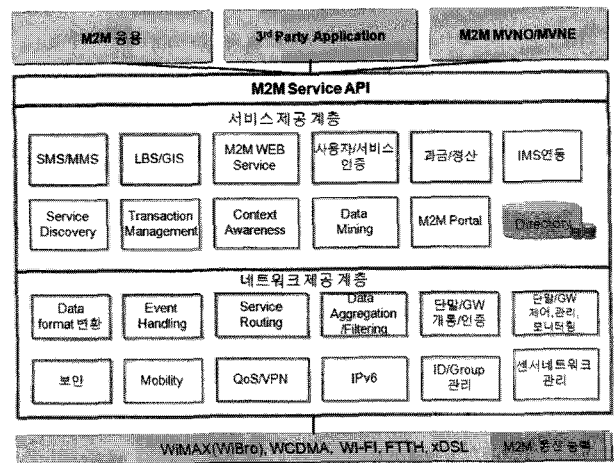 M2M 응용
3rd Party Application
M2M MVNO/MVNE
M2M Service API
서비스 제공 계층
SMS/MMS
LBS/GIS
M2M WEB
Service
사용자/서비스
인증
과금/정산
IMS연동
Service
Discovery
Transaction
Management
Context
Awareness
Data
Mining
M2M Portal
Directory
네트워크 제공 계층
Data
format 변환
Event
Handling
Service
Routing
Data
Aggregation
/Filtering
단말/GW
개통/인증
단말/GW
제어,관리,
모니터링
보안
Mobility
QoS/VPN
IPv6
ID/Group
관리
센서네트워크
관리
WiMAX(WiBro), WCDMA, WI-FI, FTTH, xDSL
M2M 통신